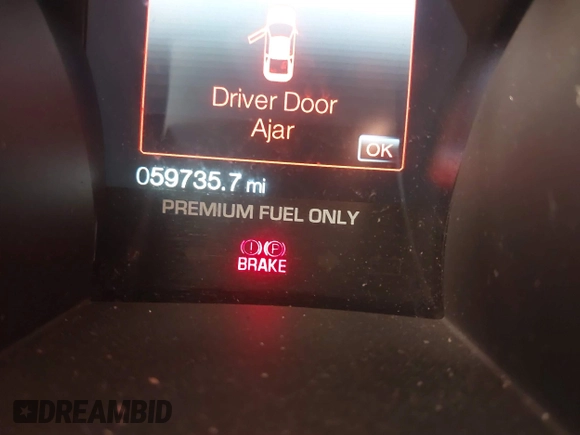 Driver Door
Ajar
OK
059735.7 mi
PREMIUM FUEL ONLY
(!) (P)
BRAKE
DREAMBID